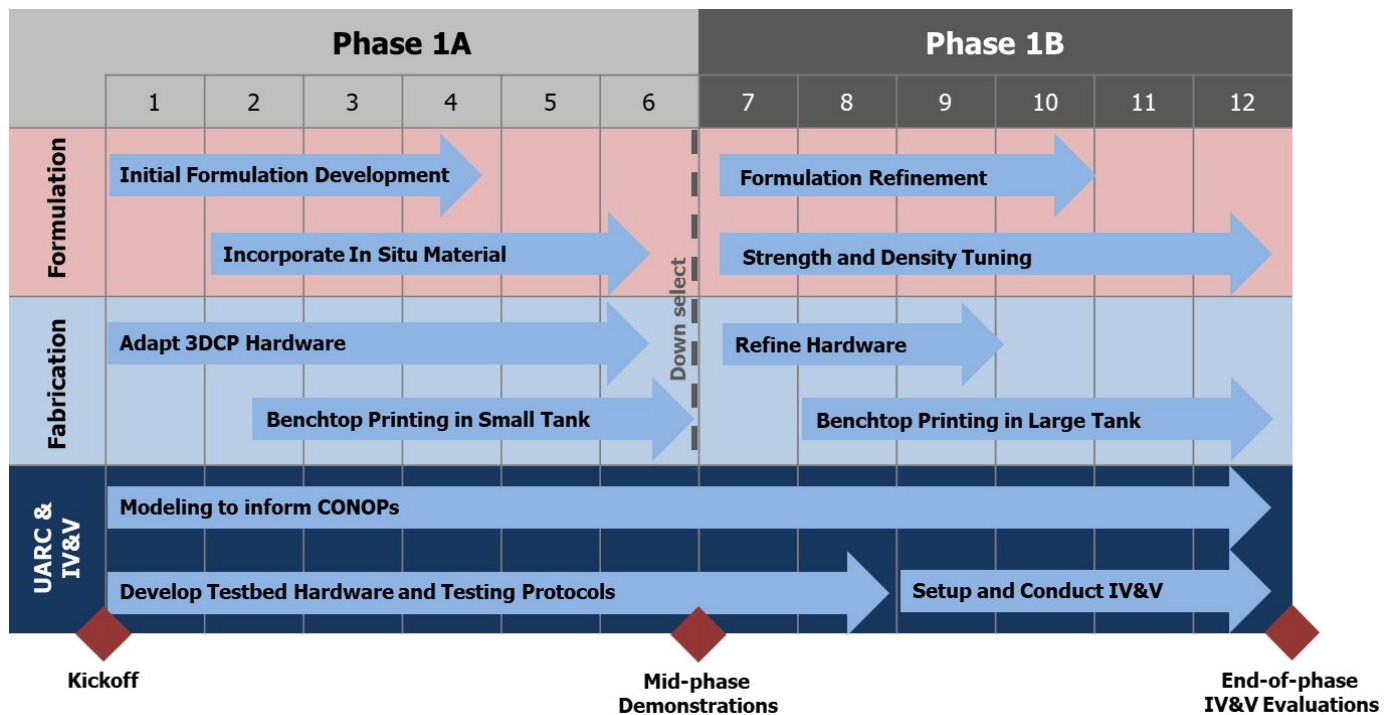 Phase 1A
Phase 1B
1 2 3 4 5 6 7 8 9 10 11 12
Formulation
Initial Formulation Development
Formulation Refinement
Incorporate In Situ Material
Strength and Density Tuning
Down select
Fabrication
Adapt 3DCP Hardware
Refine Hardware
Benchtop Printing in Small Tank
Benchtop Printing in Large Tank
UARC &
IV&V
Modeling to inform CONOPs
Develop Testbed Hardware and Testing Protocols
Setup and Conduct IV&V
Kickoff
Mid-phase
Demonstrations
End-of-phase
IV&V Evaluations